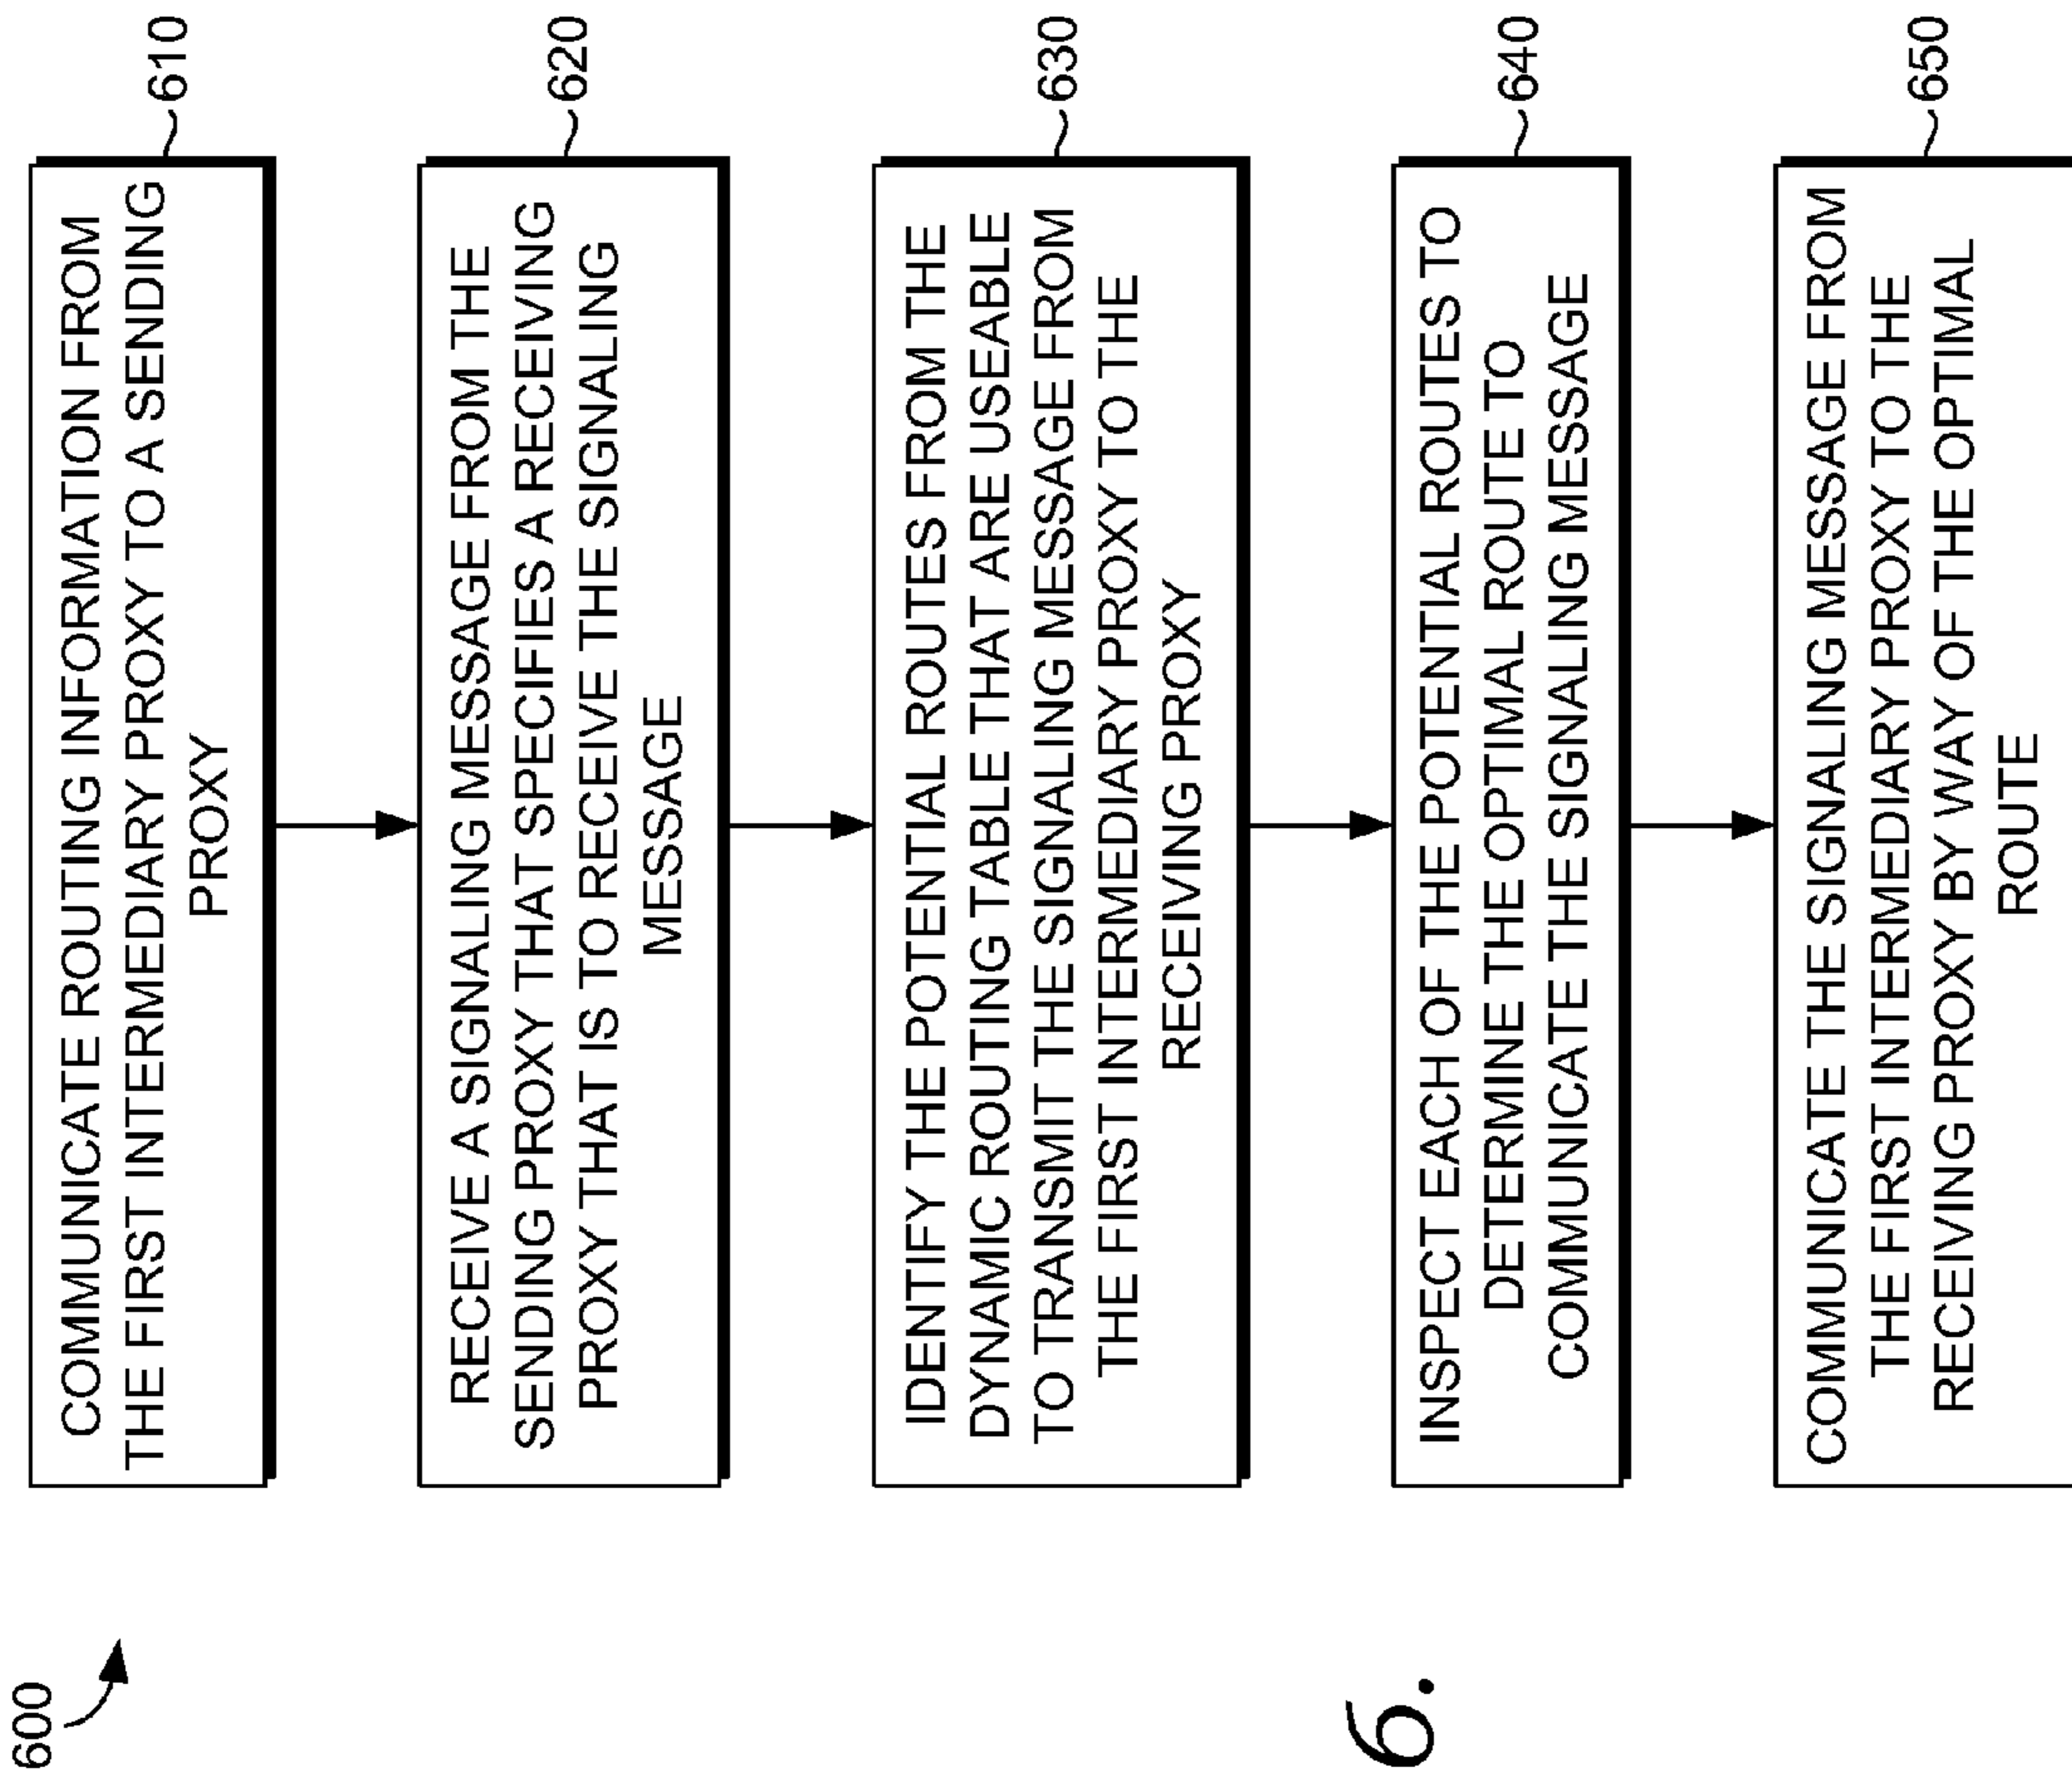 600
COMMUNICATE ROUTING INFORMATION FROM
THE FIRST INTERMEDIARY PROXY TO A SENDING
PROXY
610
RECEIVE A SIGNALING MESSAGE FROM THE
SENDING PROXY THAT SPECIFIES A RECEIVING
PROXY THAT IS TO RECEIVE THE SIGNALING
MESSAGE
620
IDENTIFY THE POTENTIAL ROUTES FROM THE
DYNAMIC ROUTING TABLE THAT ARE USEABLE
TO TRANSMIT THE SIGNALING MESSAGE FROM
THE FIRST INTERMEDIARY PROXY TO THE
RECEIVING PROXY
630
INSPECT EACH OF THE POTENTIAL ROUTES TO
DETERMINE THE OPTIMAL ROUTE TO
COMMUNICATE THE SIGNALING MESSAGE
640
COMMUNICATE THE SIGNALING MESSAGE FROM
THE FIRST INTERMEDIARY PROXY TO THE
RECEIVING PROXY BY WAY OF THE OPTIMAL
ROUTE
650
6.